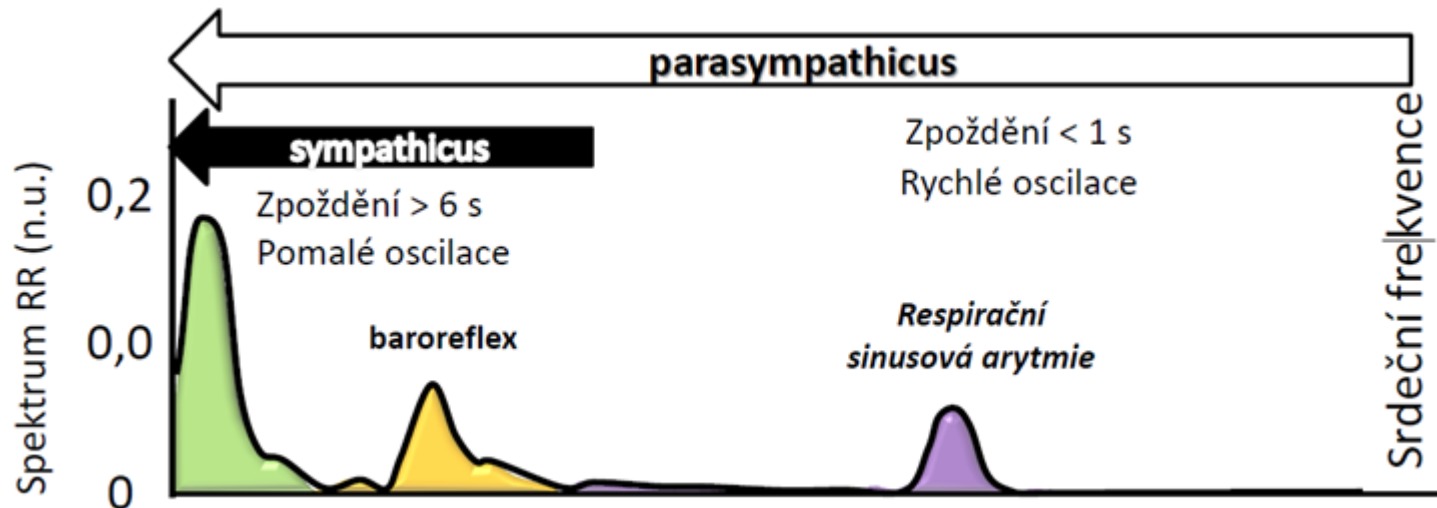 parasympathicus
sympathicus
Zpoždění < 1 s
Rychlé oscilace
Zpoždění > 6 s
Pomalé oscilace
baroreflex
Respirační
sinusová arytmie
Spektrum RR (n.u.)
0,2
0,0
0
Srdeční frekvence